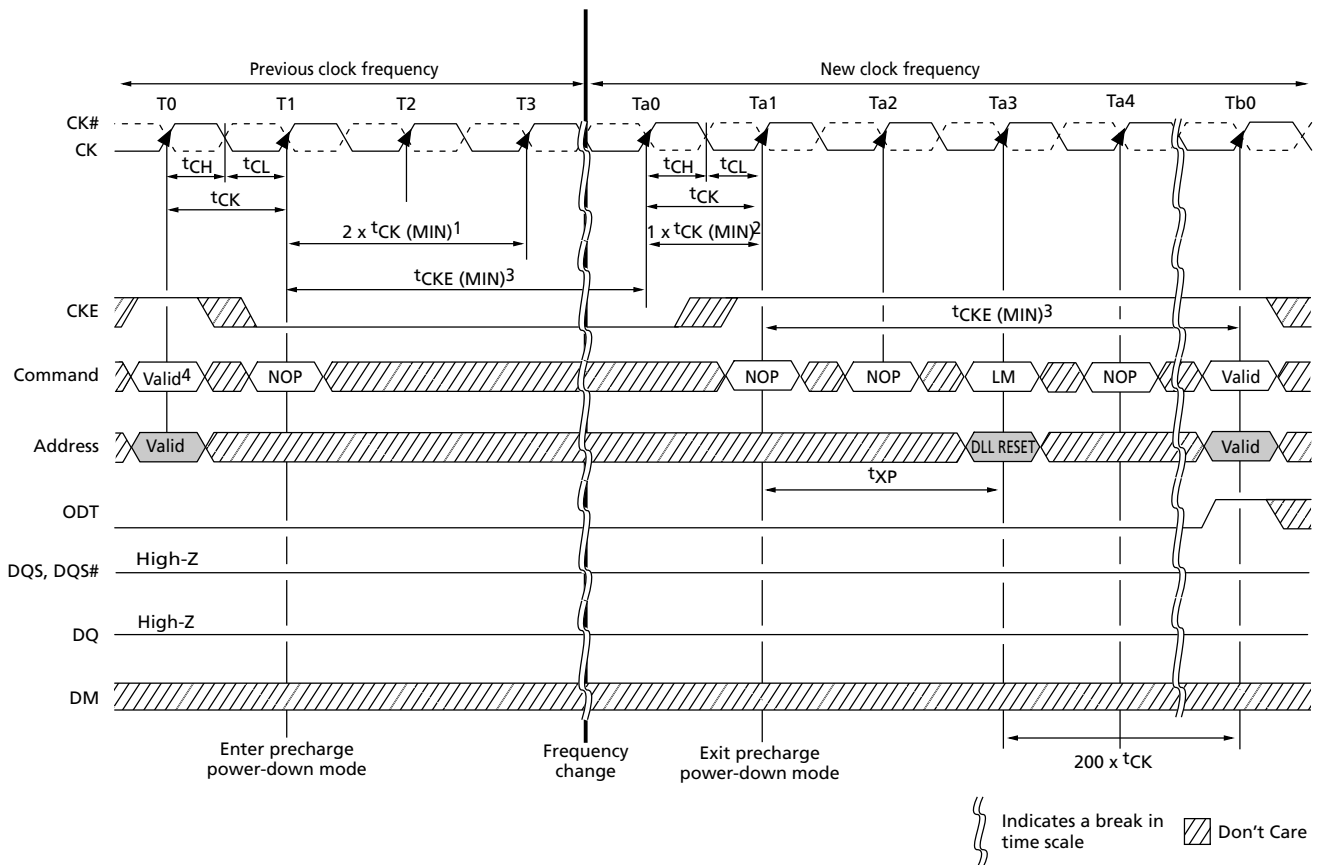 Previous clock frequency
New clock frequency
T0 T1 T2 T3 Ta0 Ta1 Ta2 Ta3 Ta4 Tb0
CK#
CK
tCH tCL tCH tCL
tCK tCK
2 x tCK (MIN)1 1 x tCK (MIN)2
tCKE (MIN)3
CKE
tCKE (MIN)3
Command Valid4 NOP NOP NOP LM NOP Valid
Address Valid DLL RESET Valid
tXP
ODT
High-Z
DQS, DQS#
High-Z
DQ
DM
Enter precharge
power-down mode
Frequency
change
Exit precharge
power-down mode
200 x tCK
Indicates a break in
time scale
Don't Care